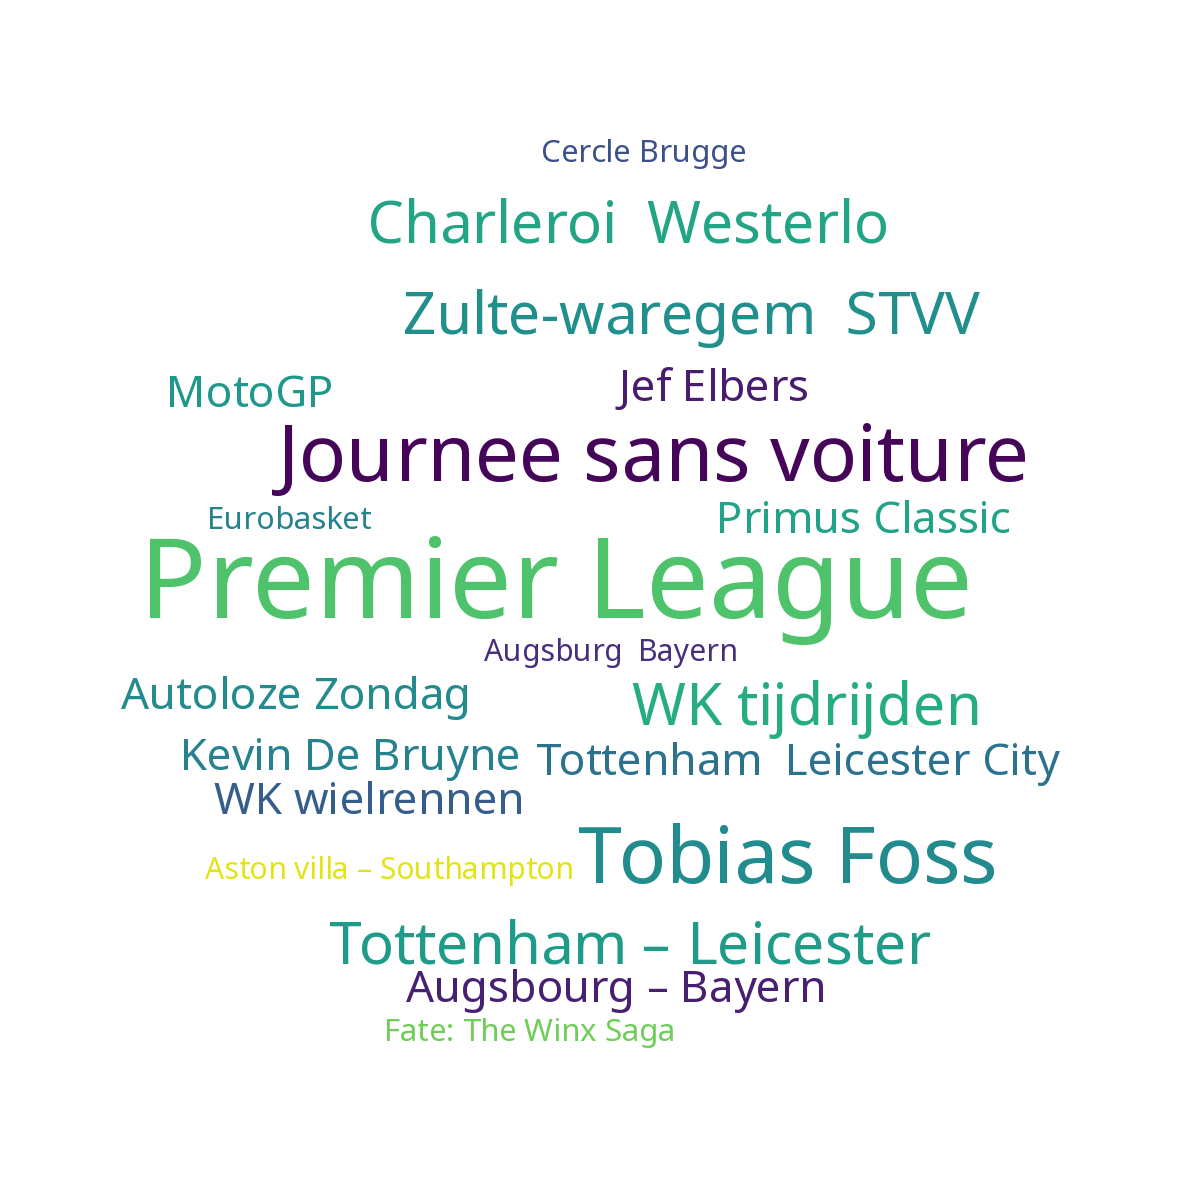 Cercle Brugge
Charleroi Westerlo
Zulte-waregem STVV
Jef Elbers
MotoGP
Journee sans voiture
Primus Classic
Eurobasket
Premier League
Augsburg Bayern
Autoloze Zondag
WK tijdrijden
Kevin De Bruyne
Tottenham Leicester City
WK wielrennen
Tobias Foss
Aston villa – Southampton
Tottenham – Leicester
Augsbourg – Bayern
Fate: The Winx Saga